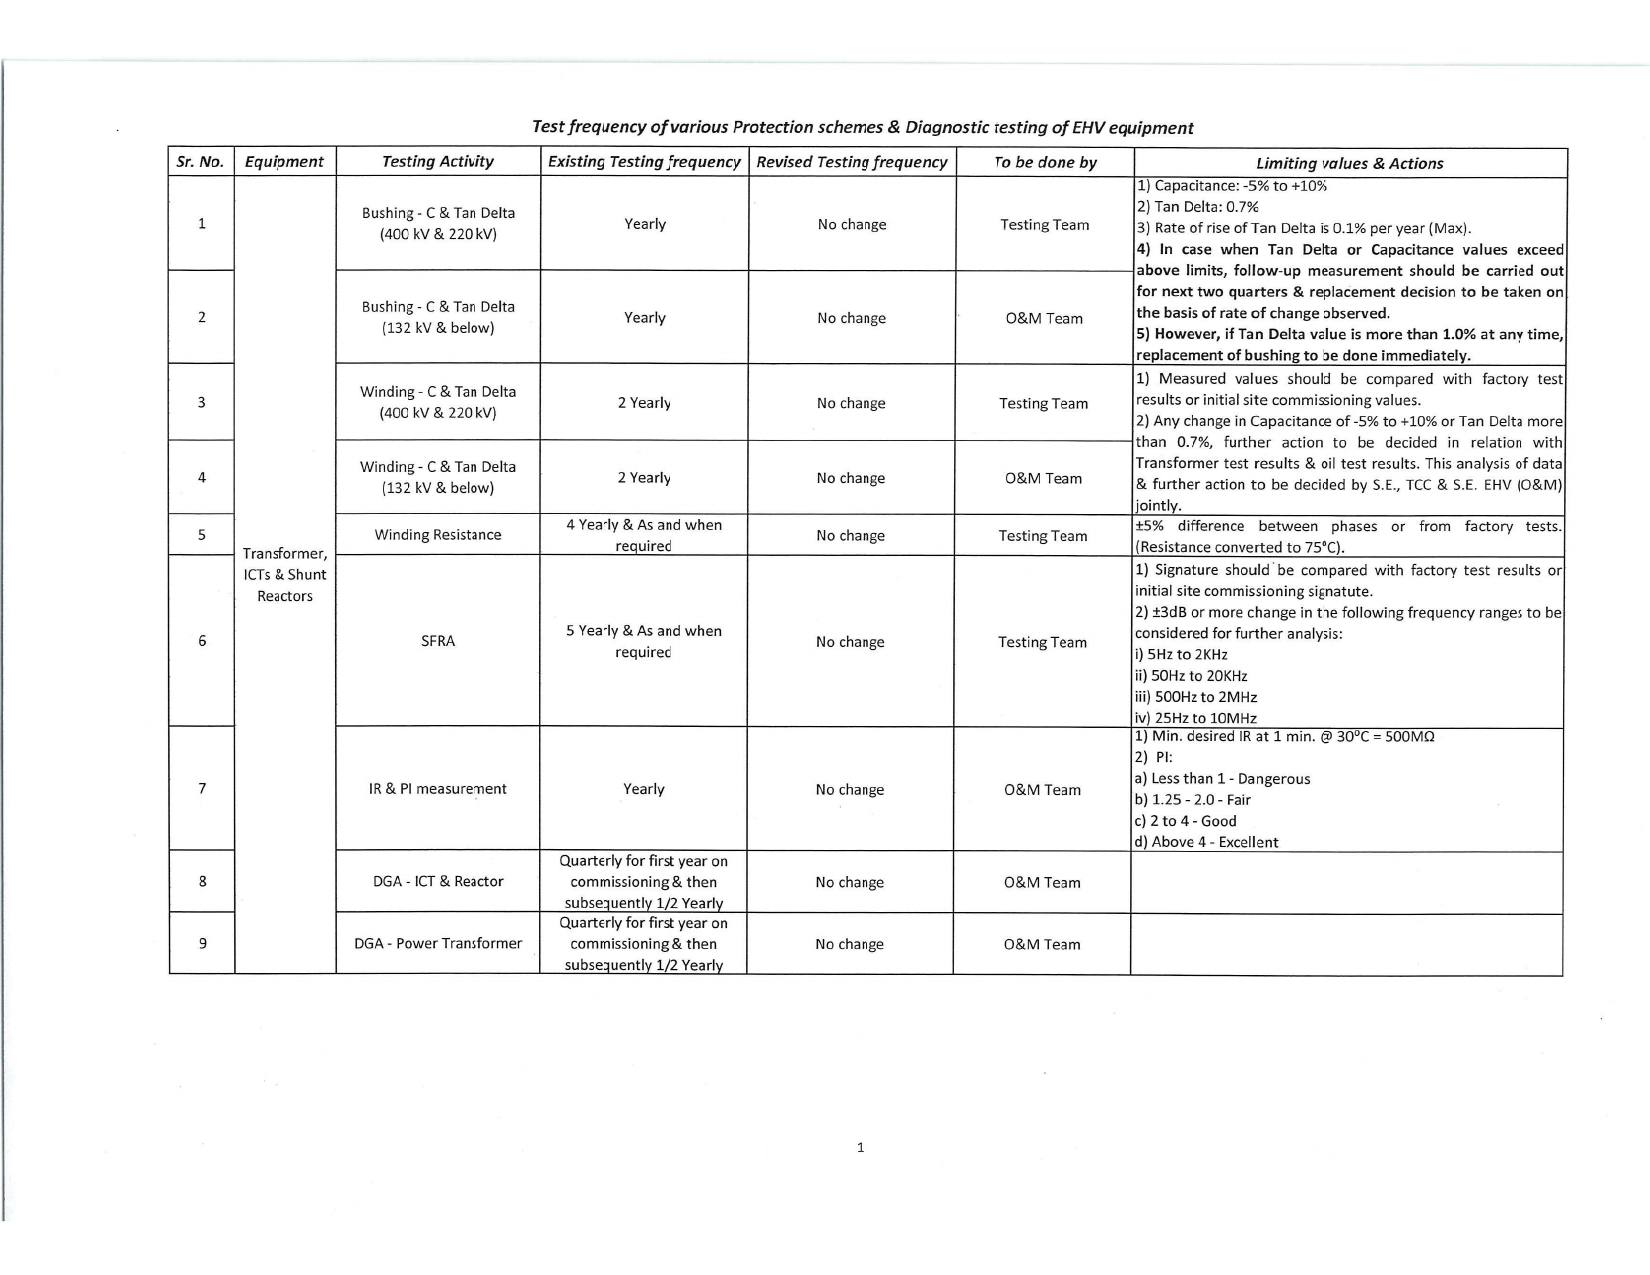 Test frequency of various Protection schemes & Diagnostic testing of EHV equipment
Sr. No. Equipment Testing Activity Existing Testing frequency Revised Testing frequency To be done by Limiting values & Actions
1
Bushing - C & Tan Delta
(400 kV & 220 kV)
Yearly
No change
Testing Team
1) Capacitance: -5% to +10%
2) Tan Delta: 0.7%
3) Rate of rise of Tan Delta is 0.1% per year (Max).
4) In case when Tan Delta or Capacitance values exceed
above limits, follow-up measurement should be carried out
for next two quarters & replacement decision to be taken on
the basis of rate of change observed.
5) However, if Tan Delta value is more than 1.0% at any time,
replacement of bushing to be done immediately.
2
Bushing - C & Tan Delta
(132 kV & below)
Yearly
No change
O&M Team
3
Winding - C & Tan Delta
(400 kV & 220 kV)
2 Yearly
No change
Testing Team
1) Measured values should be compared with factory test
results or initial site commissioning values.
2) Any change in Capacitance of -5% to +10% or Tan Delta more
than 0.7%, further action to be decided in relation with
Transformer test results & oil test results. This analysis of data
& further action to be decided by S.E., TCC & S.E. EHV (O&M)
jointly.
4
Winding - C & Tan Delta
(132 kV & below)
2 Yearly
No change
O&M Team
5
Winding Resistance
4 Yearly & As and when
required
No change
Testing Team
±5% difference between phases or from factory tests.
(Resistance converted to 75°C).
Transformer,
ICTs & Shunt
Reactors
6
SFRA
5 Yearly & As and when
required
No change
Testing Team
1) Signature should be compared with factory test results or
initial site commissioning signatute.
2) ±3dB or more change in the following frequency ranges to be
considered for further analysis:
i) 5Hz to 2KHz
ii) 50Hz to 20KHz
iii) 500Hz to 2MHz
iv) 25Hz to 10MHz
7
IR & PI measurement
Yearly
No change
O&M Team
1) Min. desired IR at 1 min. @ 30°C = 500MΩ
2) PI:
a) Less than 1 - Dangerous
b) 1.25 - 2.0 - Fair
c) 2 to 4 - Good
d) Above 4 - Excellent
8
DGA - ICT & Reactor
Quarterly for first year on
commissioning & then
subsequently 1/2 Yearly
No change
O&M Team
9
DGA - Power Transformer
Quarterly for first year on
commissioning & then
subsequently 1/2 Yearly
No change
O&M Team
1